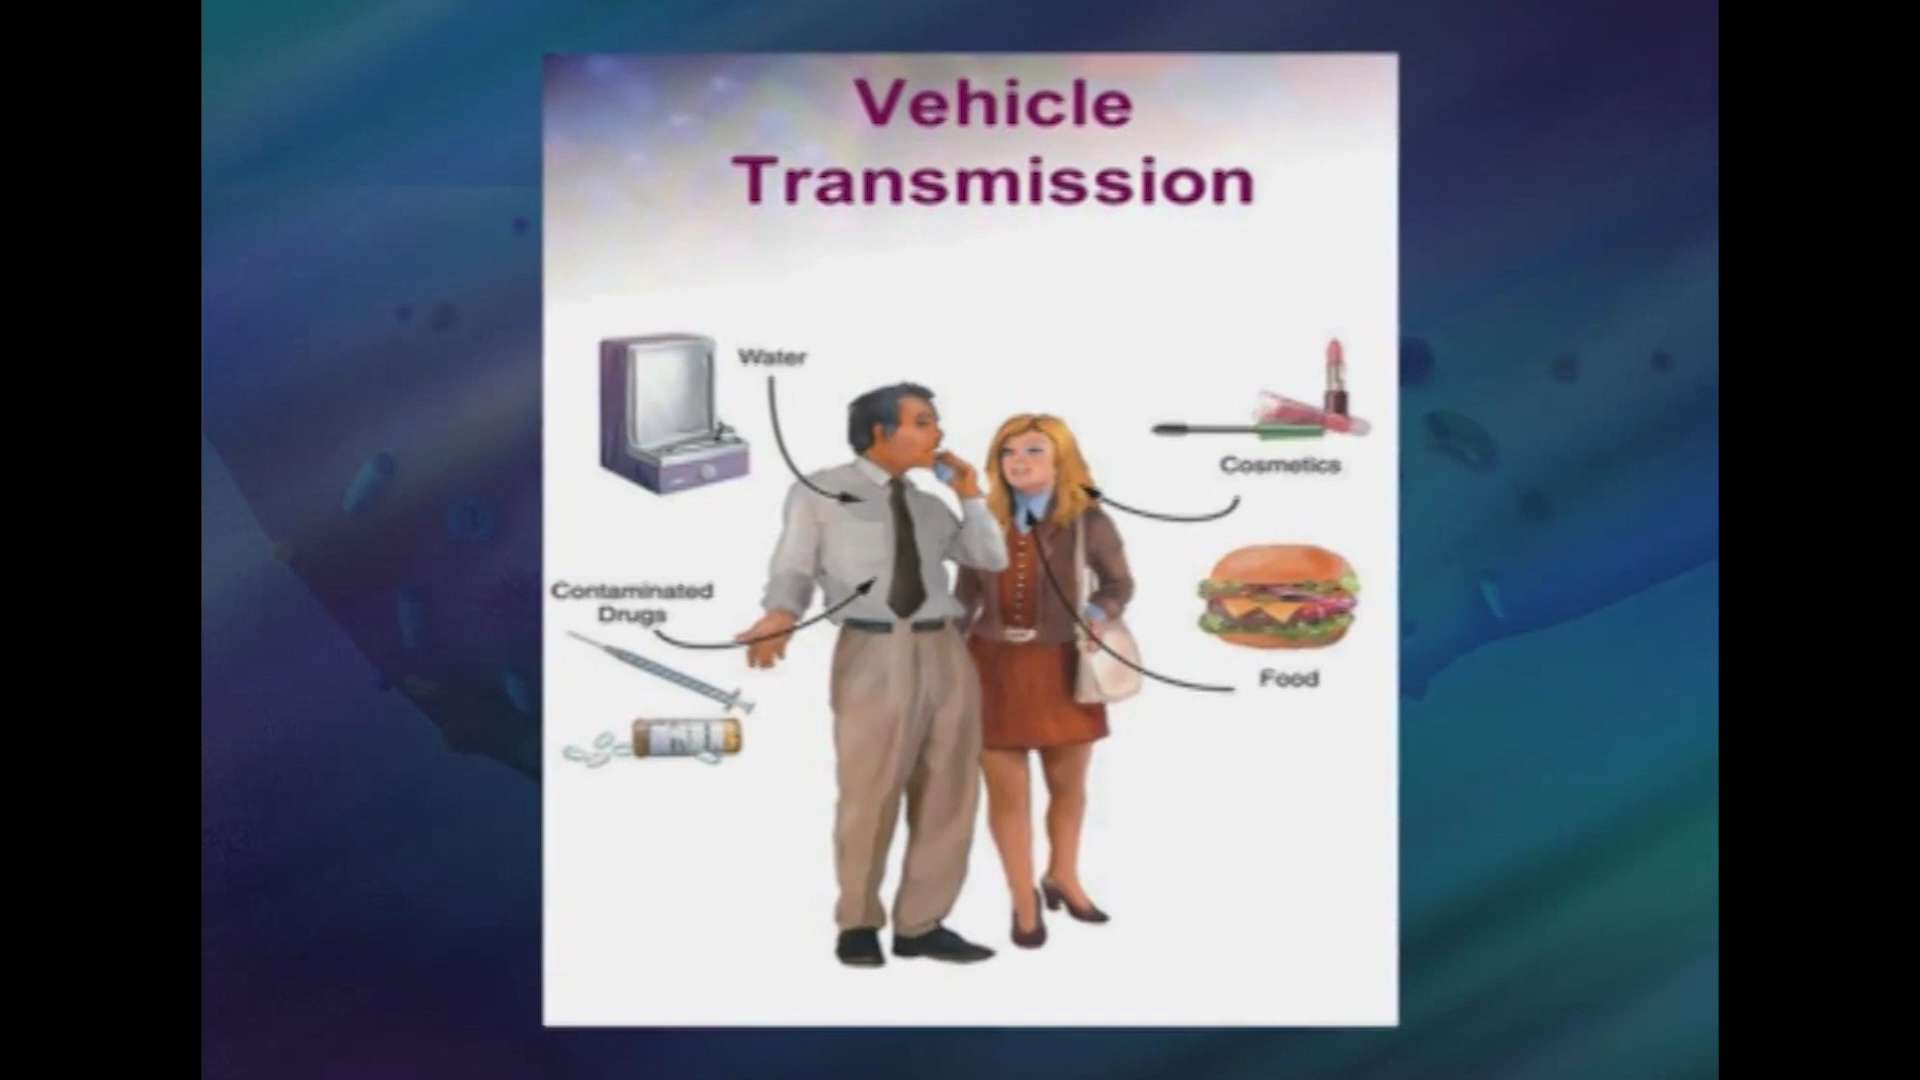 Vehicle
Transmission
Water
Cosmetics
Contaminated
Drugs
Food